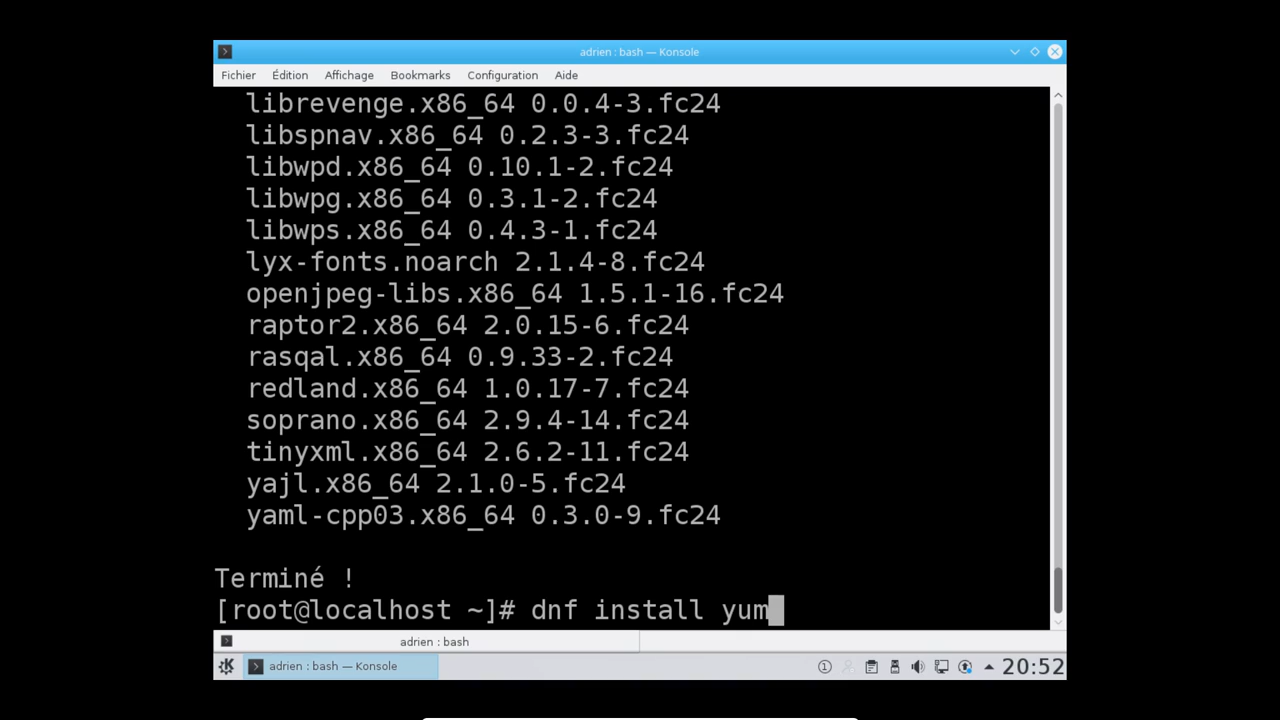 adrien : bash — Konsole
Fichier Édition Affichage Bookmarks Configuration Aide
librevenge.x86_64 0.0.4-3.fc24
libspnav.x86_64 0.2.3-3.fc24
libwpd.x86_64 0.10.1-2.fc24
libwpg.x86_64 0.3.1-2.fc24
libwps.x86_64 0.4.3-1.fc24
lyx-fonts.noarch 2.1.4-8.fc24
openjpeg-libs.x86_64 1.5.1-16.fc24
raptor2.x86_64 2.0.15-6.fc24
rasqal.x86_64 0.9.33-2.fc24
redland.x86_64 1.0.17-7.fc24
soprano.x86_64 2.9.4-14.fc24
tinyxml.x86_64 2.6.2-11.fc24
yajl.x86_64 2.1.0-5.fc24
yaml-cpp03.x86_64 0.3.0-9.fc24
Terminé !
[root@localhost ~]# dnf install yum
adrien : bash
adrien : bash — Konsole 1 20:52